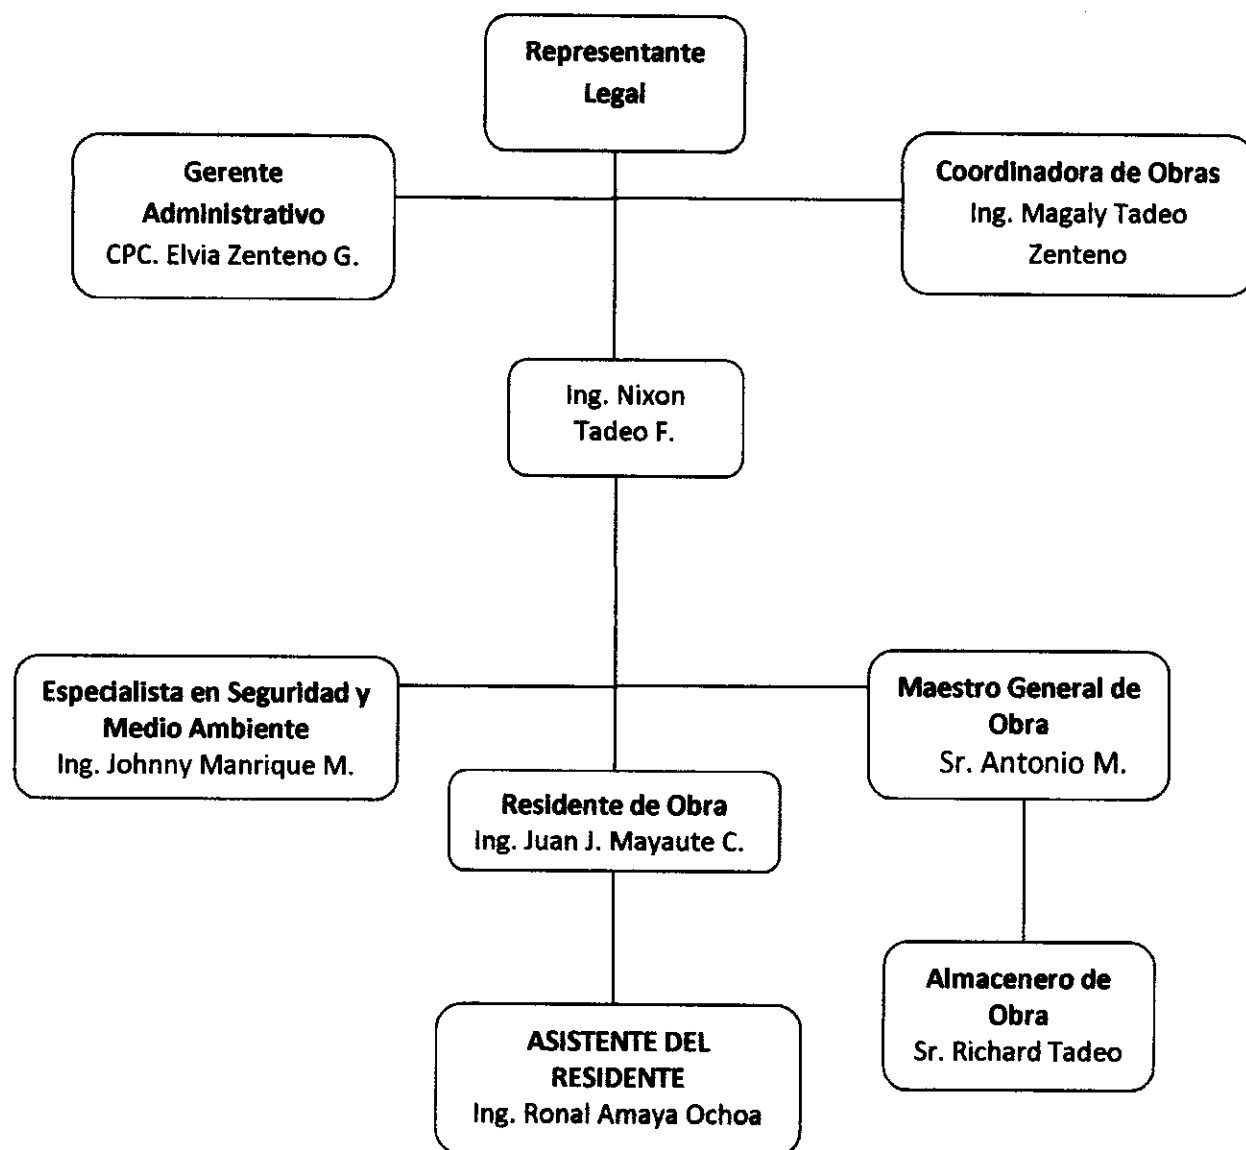 Representante
Legal
Gerente
Administrativo
CPC. Elvia Zenteno G.
Coordinadora de Obras
Ing. Magaly Tadeo
Zenteno
Ing. Nixon
Tadeo F.
Especialista en Seguridad y
Medio Ambiente
Ing. Johnny Manrique M.
Maestro General de
Obra
Sr. Antonio M.
Residente de Obra
Ing. Juan J. Mayaute C.
Almacenero de
Obra
Sr. Richard Tadeo
ASISTENTE DEL
RESIDENTE
Ing. Ronal Amaya Ochoa